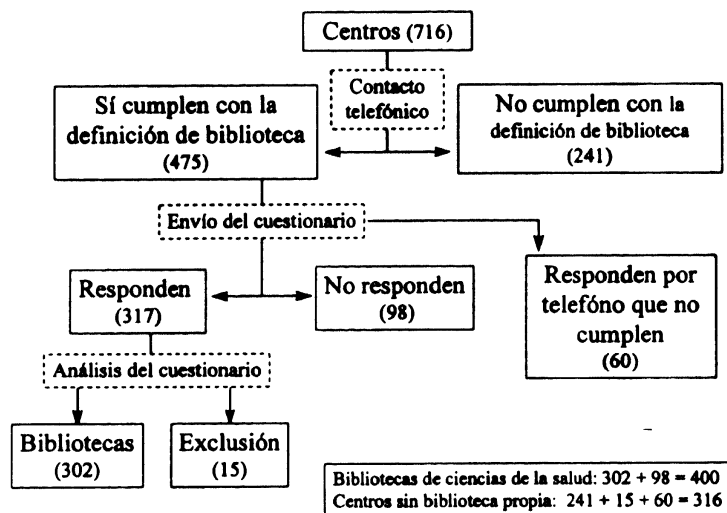 Centros (716)
Contacto
telefónico
Sí cumplen con la
definición de biblioteca
(475)
No cumplen con la
definición de biblioteca
(241)
Envío del cuestionario
Responden
(317)
No responden
(98)
Responden por
telefóno que no
cumplen
(60)
Análisis del cuestionario
Bibliotecas
(302)
Exclusión
(15)
Bibliotecas de ciencias de la salud: 302 + 98 = 400
Centros sin biblioteca propia: 241 + 15 + 60 = 316